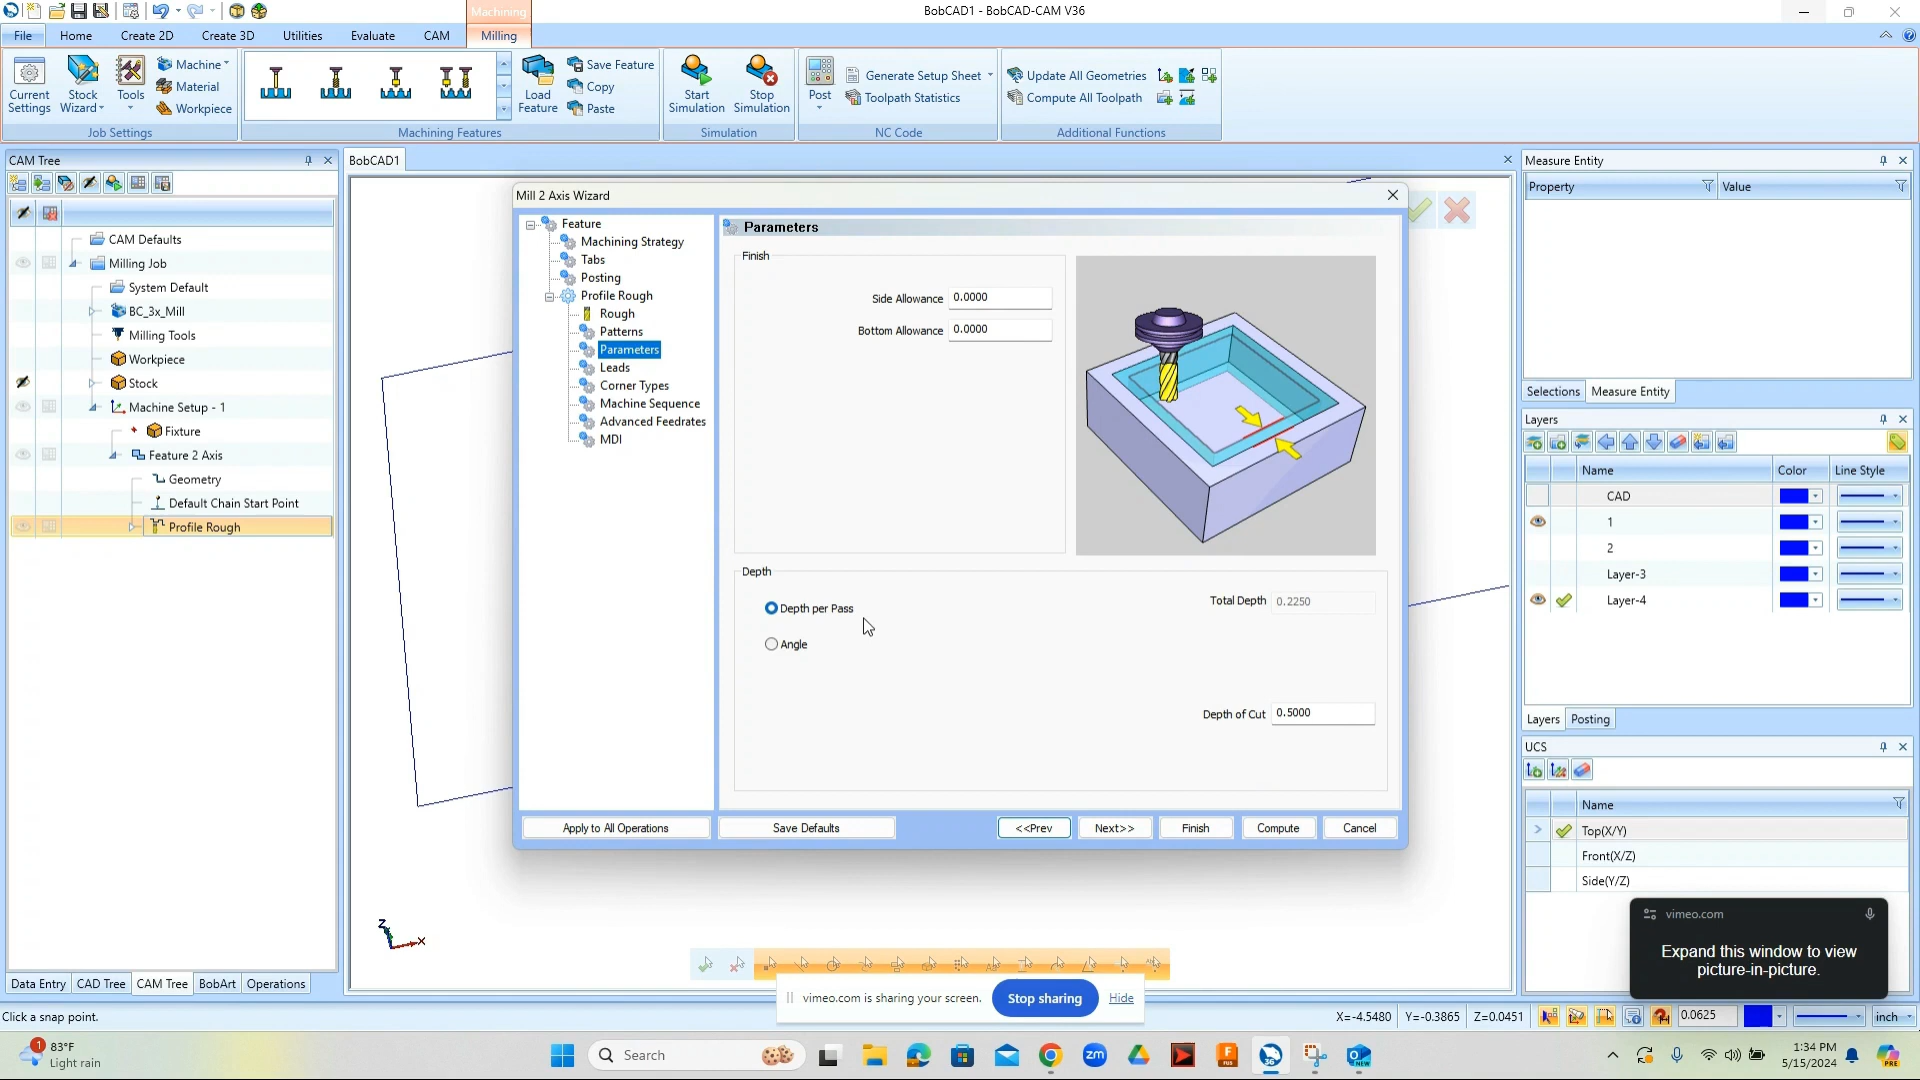 Machining
BobCAD1 - BobCAD-CAM V36
File Home Create 2D Create 3D Utilities Evaluate CAM Milling
Current Settings
Stock Wizard
Tools
Machine
Material
Workpiece
Job Settings
Machining Features
Load Feature
Save Feature
Copy
Paste
Start Simulation
Stop Simulation
Simulation
Post
Generate Setup Sheet
Toolpath Statistics
NC Code
Update All Geometries
Compute All Toolpath
Additional Functions
CAM Tree
CAM Defaults
Milling Job
System Default
BC_3x_Mill
Milling Tools
Workpiece
Stock
Machine Setup - 1
Fixture
Feature 2 Axis
Geometry
Default Chain Start Point
Profile Rough
Data Entry CAD Tree CAM Tree BobArt Operations
BobCAD1
Mill 2 Axis Wizard
Feature
Machining Strategy
Tabs
Posting
Profile Rough
Rough
Patterns
Parameters
Leads
Corner Types
Machine Sequence
Advanced Feedrates
MDI
Parameters
Finish
Side Allowance 0.0000
Bottom Allowance 0.0000
Depth
Depth per Pass
Angle
Total Depth 0.2250
Depth of Cut 0.5000
Apply to All Operations Save Defaults <<Prev Next>> Finish Compute Cancel
Z
X
vimeo.com is sharing your screen. Stop sharing Hide
Measure Entity
Property Value
Selections Measure Entity
Layers
Name Color Line Style
CAD
1
2
Layer-3
Layer-4
Layers Posting
UCS
Name
Top(X/Y)
Front(X/Z)
Side(Y/Z)
vimeo.com
Expand this window to view
picture-in-picture.
Click a snap point.
X=-4.5480 Y=-0.3865 Z=0.0451 0.0625 inch
1
83°F
Light rain
Search
zm
F
FUS
36
NEW
1:34 PM
5/15/2024
PRE